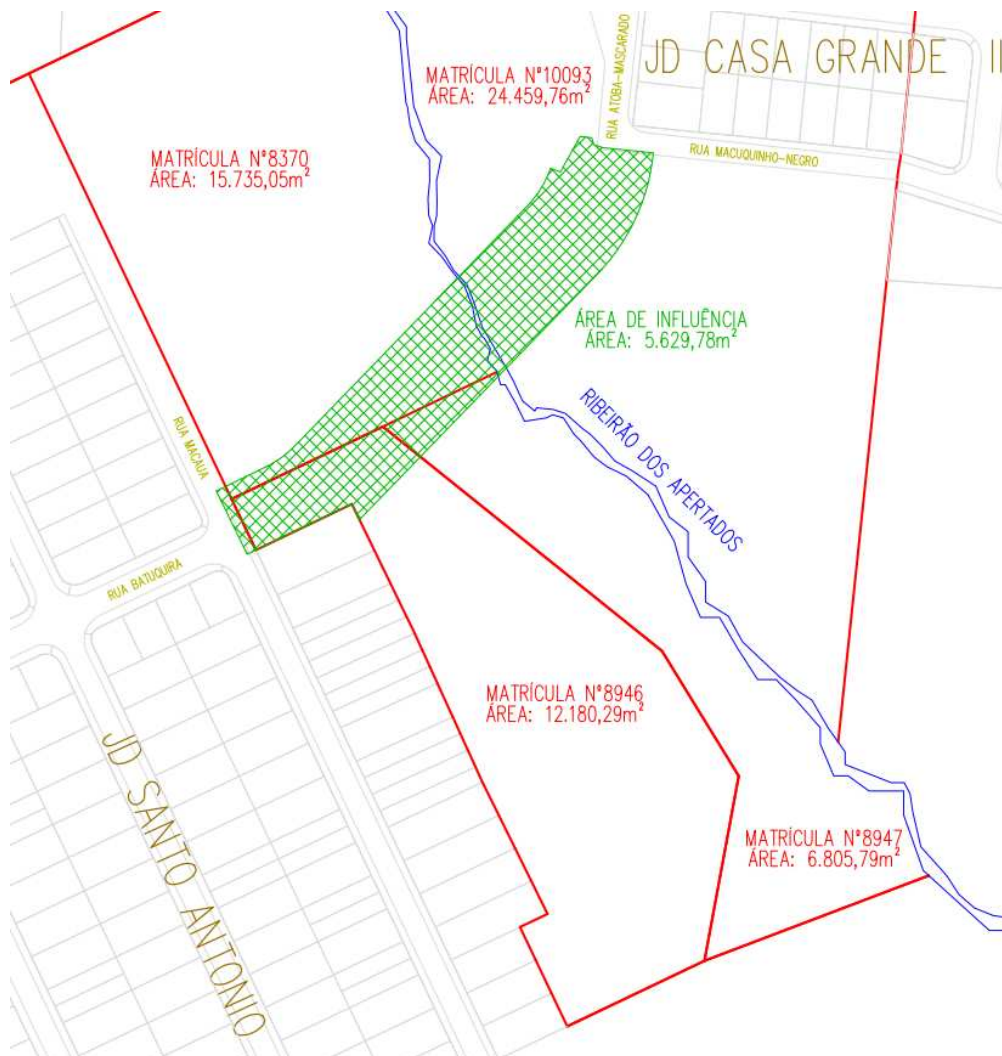 JD CASA GRANDE II
RUA ATOBA-MASCARADO
MATRÍCULA N°10093
ÁREA: 24.459,76m²
RUA MACUQUINHO-NEGRO
MATRÍCULA N°8370
ÁREA: 15.735,05m²
ÁREA DE INFLUÊNCIA
ÁREA: 5.629,78m²
RUA MACAUA
RIBEIRÃO DOS APERTADOS
RUA BATUQUIRA
MATRÍCULA N°8946
ÁREA: 12.180,29m²
JD SANTO ANTONIO
MATRÍCULA N°8947
ÁREA: 6.805,79m²